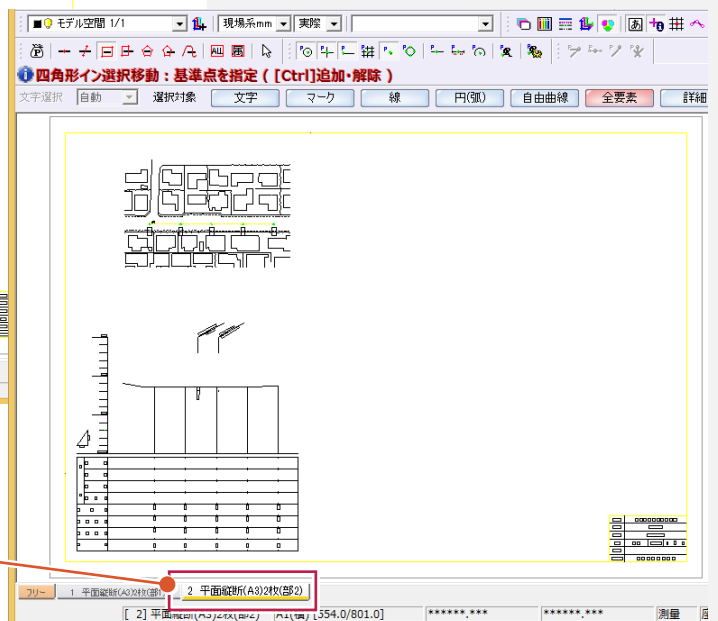 モデル空間 1/1 現場系mm 実際 あ
四角形イン選択移動：基準点を指定 ( [Ctrl]追加・解除 )
文字選択 自動 選択対象 文字 マーク 線 円(弧) 自由曲線 全要素 詳細
フリー 1 平面縦断(A3)2枚(部1) 2 平面縦断(A3)2枚(部2)
[ 2] 平面縦断(A3)2枚(部2) A1(横) [554.0/801.0] ******.*** ******.*** 測量 座